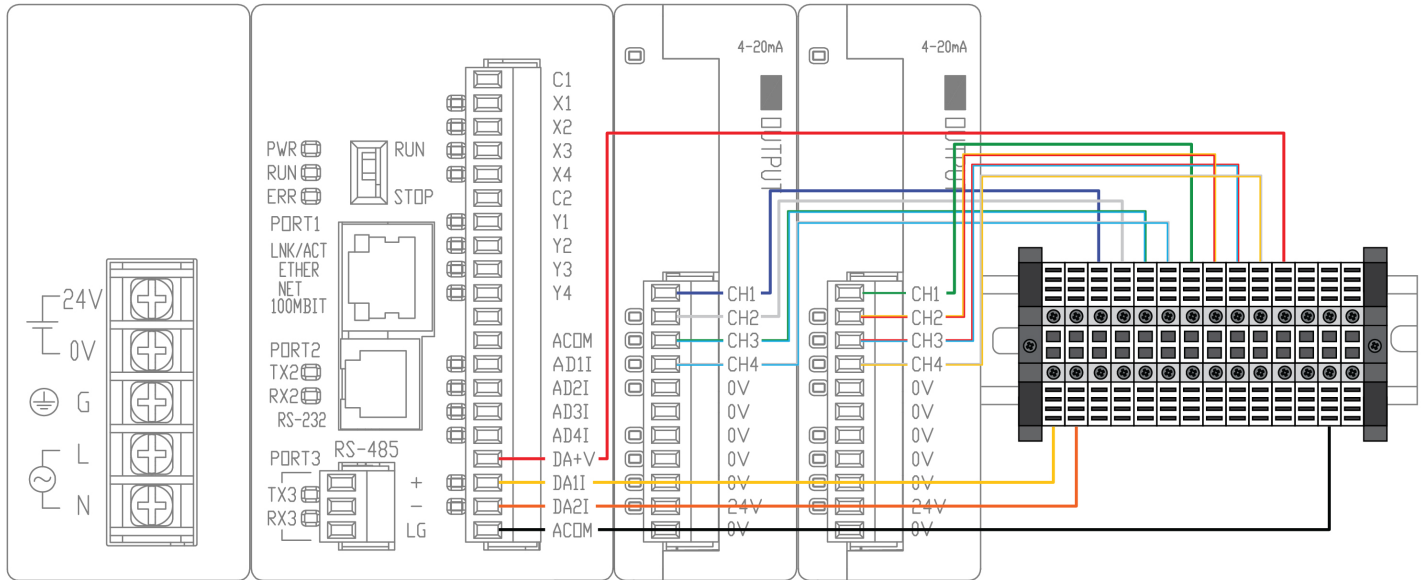 24V
0V
G
L
N
PWR
RUN
ERR
RUN
STOP
PORT1
LNK/ACT
ETHER
NET
100MBIT
PORT2
TX2
RX2
RS-232
PORT3
RS-485
TX3
RX3
+
-
LG
C1
X1
X2
X3
X4
C2
Y1
Y2
Y3
Y4
ACOM
AD1I
AD2I
AD3I
AD4I
DA+V
DA1I
DA2I
ACOM
4-20mA
OUTPUT
CH1
CH2
CH3
CH4
0V
0V
0V
0V
0V
24V
0V
4-20mA
OUTPUT
CH1
CH2
CH3
CH4
0V
0V
0V
0V
0V
24V
0V